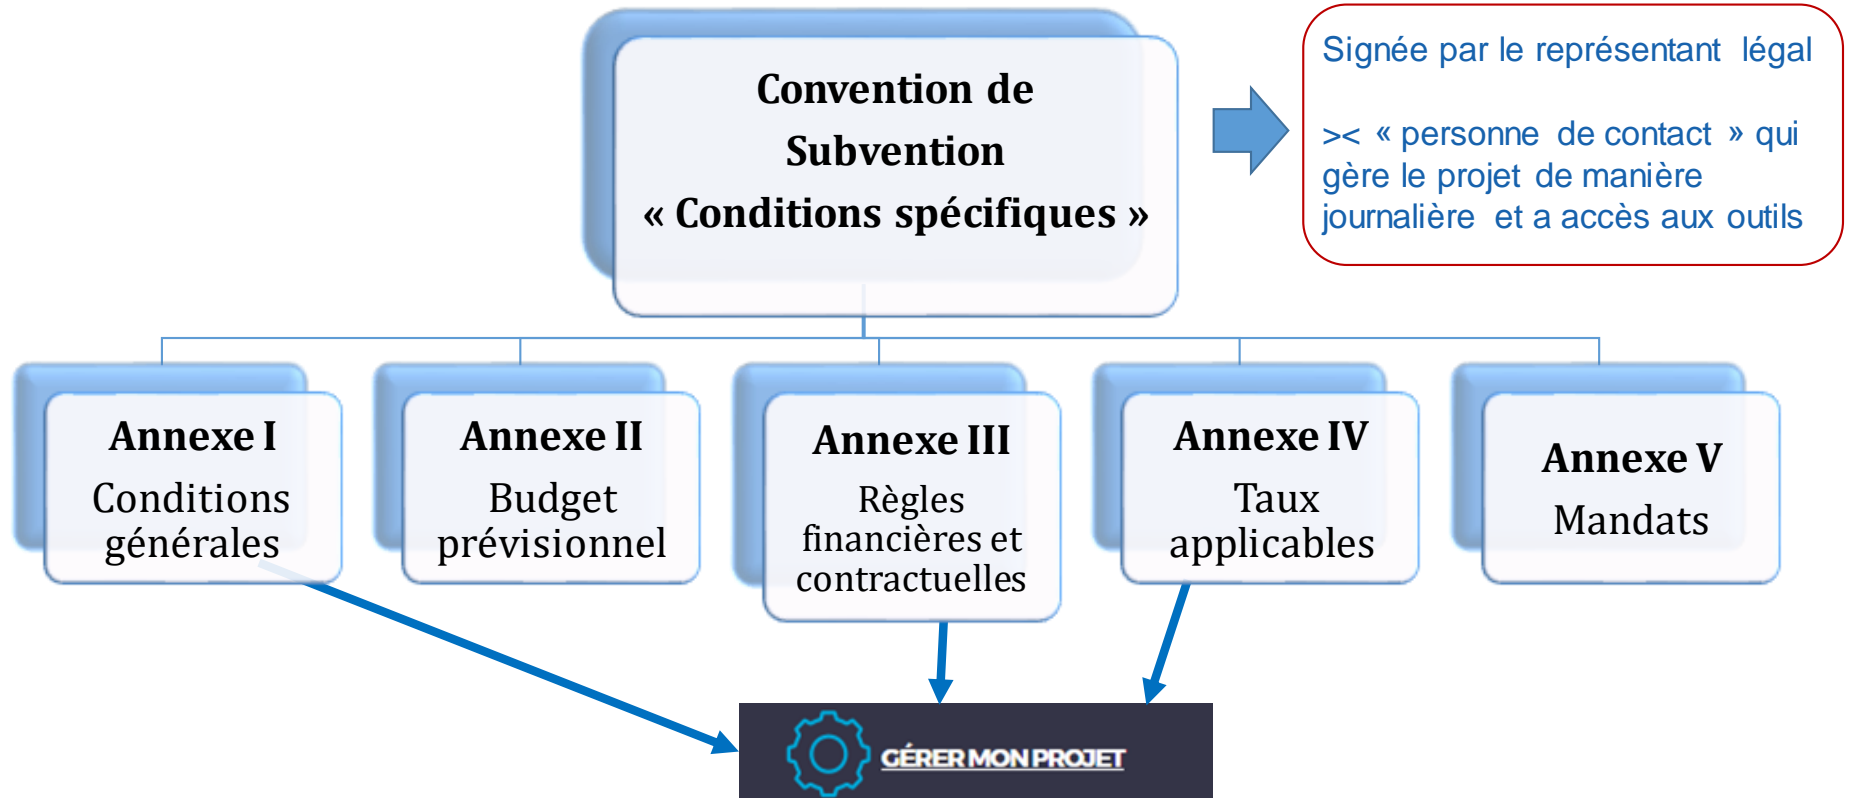 Convention de
Subvention
« Conditions spécifiques »
Signée par le représentant légal
>< « personne de contact » qui
gère le projet de manière
journalière et a accès aux outils
Annexe I
Conditions
générales
Annexe II
Budget
prévisionnel
Annexe III
Règles
financières et
contractuelles
Annexe IV
Taux
applicables
Annexe V
Mandats
GÉRER MON PROJET